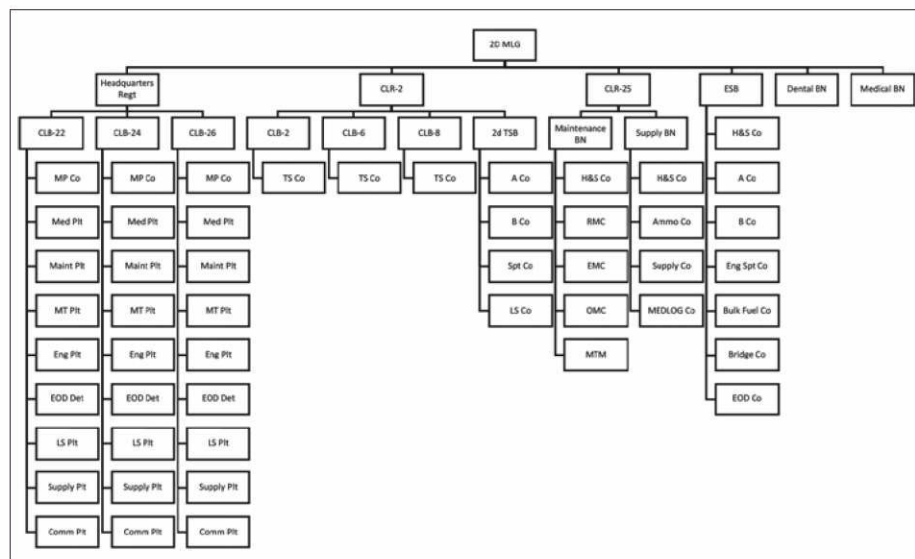 2D MLG
Headquarters
Regt
CLR-2
CLR-25
ESB
Dental BN
Medical BN
CLB-22
CLB-24
CLB-26
CLB-2
CLB-6
CLB-8
2d TSB
Maintenance
BN
Supply BN
H&S Co
MP Co
MP Co
MP Co
TS Co
TS Co
TS Co
A Co
H&S Co
H&S Co
A Co
Med Plt
Med Plt
Med Plt
B Co
RMC
Ammo Co
B Co
Maint Plt
Maint Plt
Maint Plt
Spt Co
EMC
Supply Co
Eng Spt Co
MT Plt
MT Plt
MT Plt
LS Co
OMC
MEDLOG Co
Bulk Fuel Co
Eng Plt
Eng Plt
Eng Plt
MTM
Bridge Co
EOD Det
EOD Det
EOD Det
EOD Co
LS Plt
LS Plt
LS Plt
Supply Plt
Supply Plt
Supply Plt
Comm Plt
Comm Plt
Comm Plt